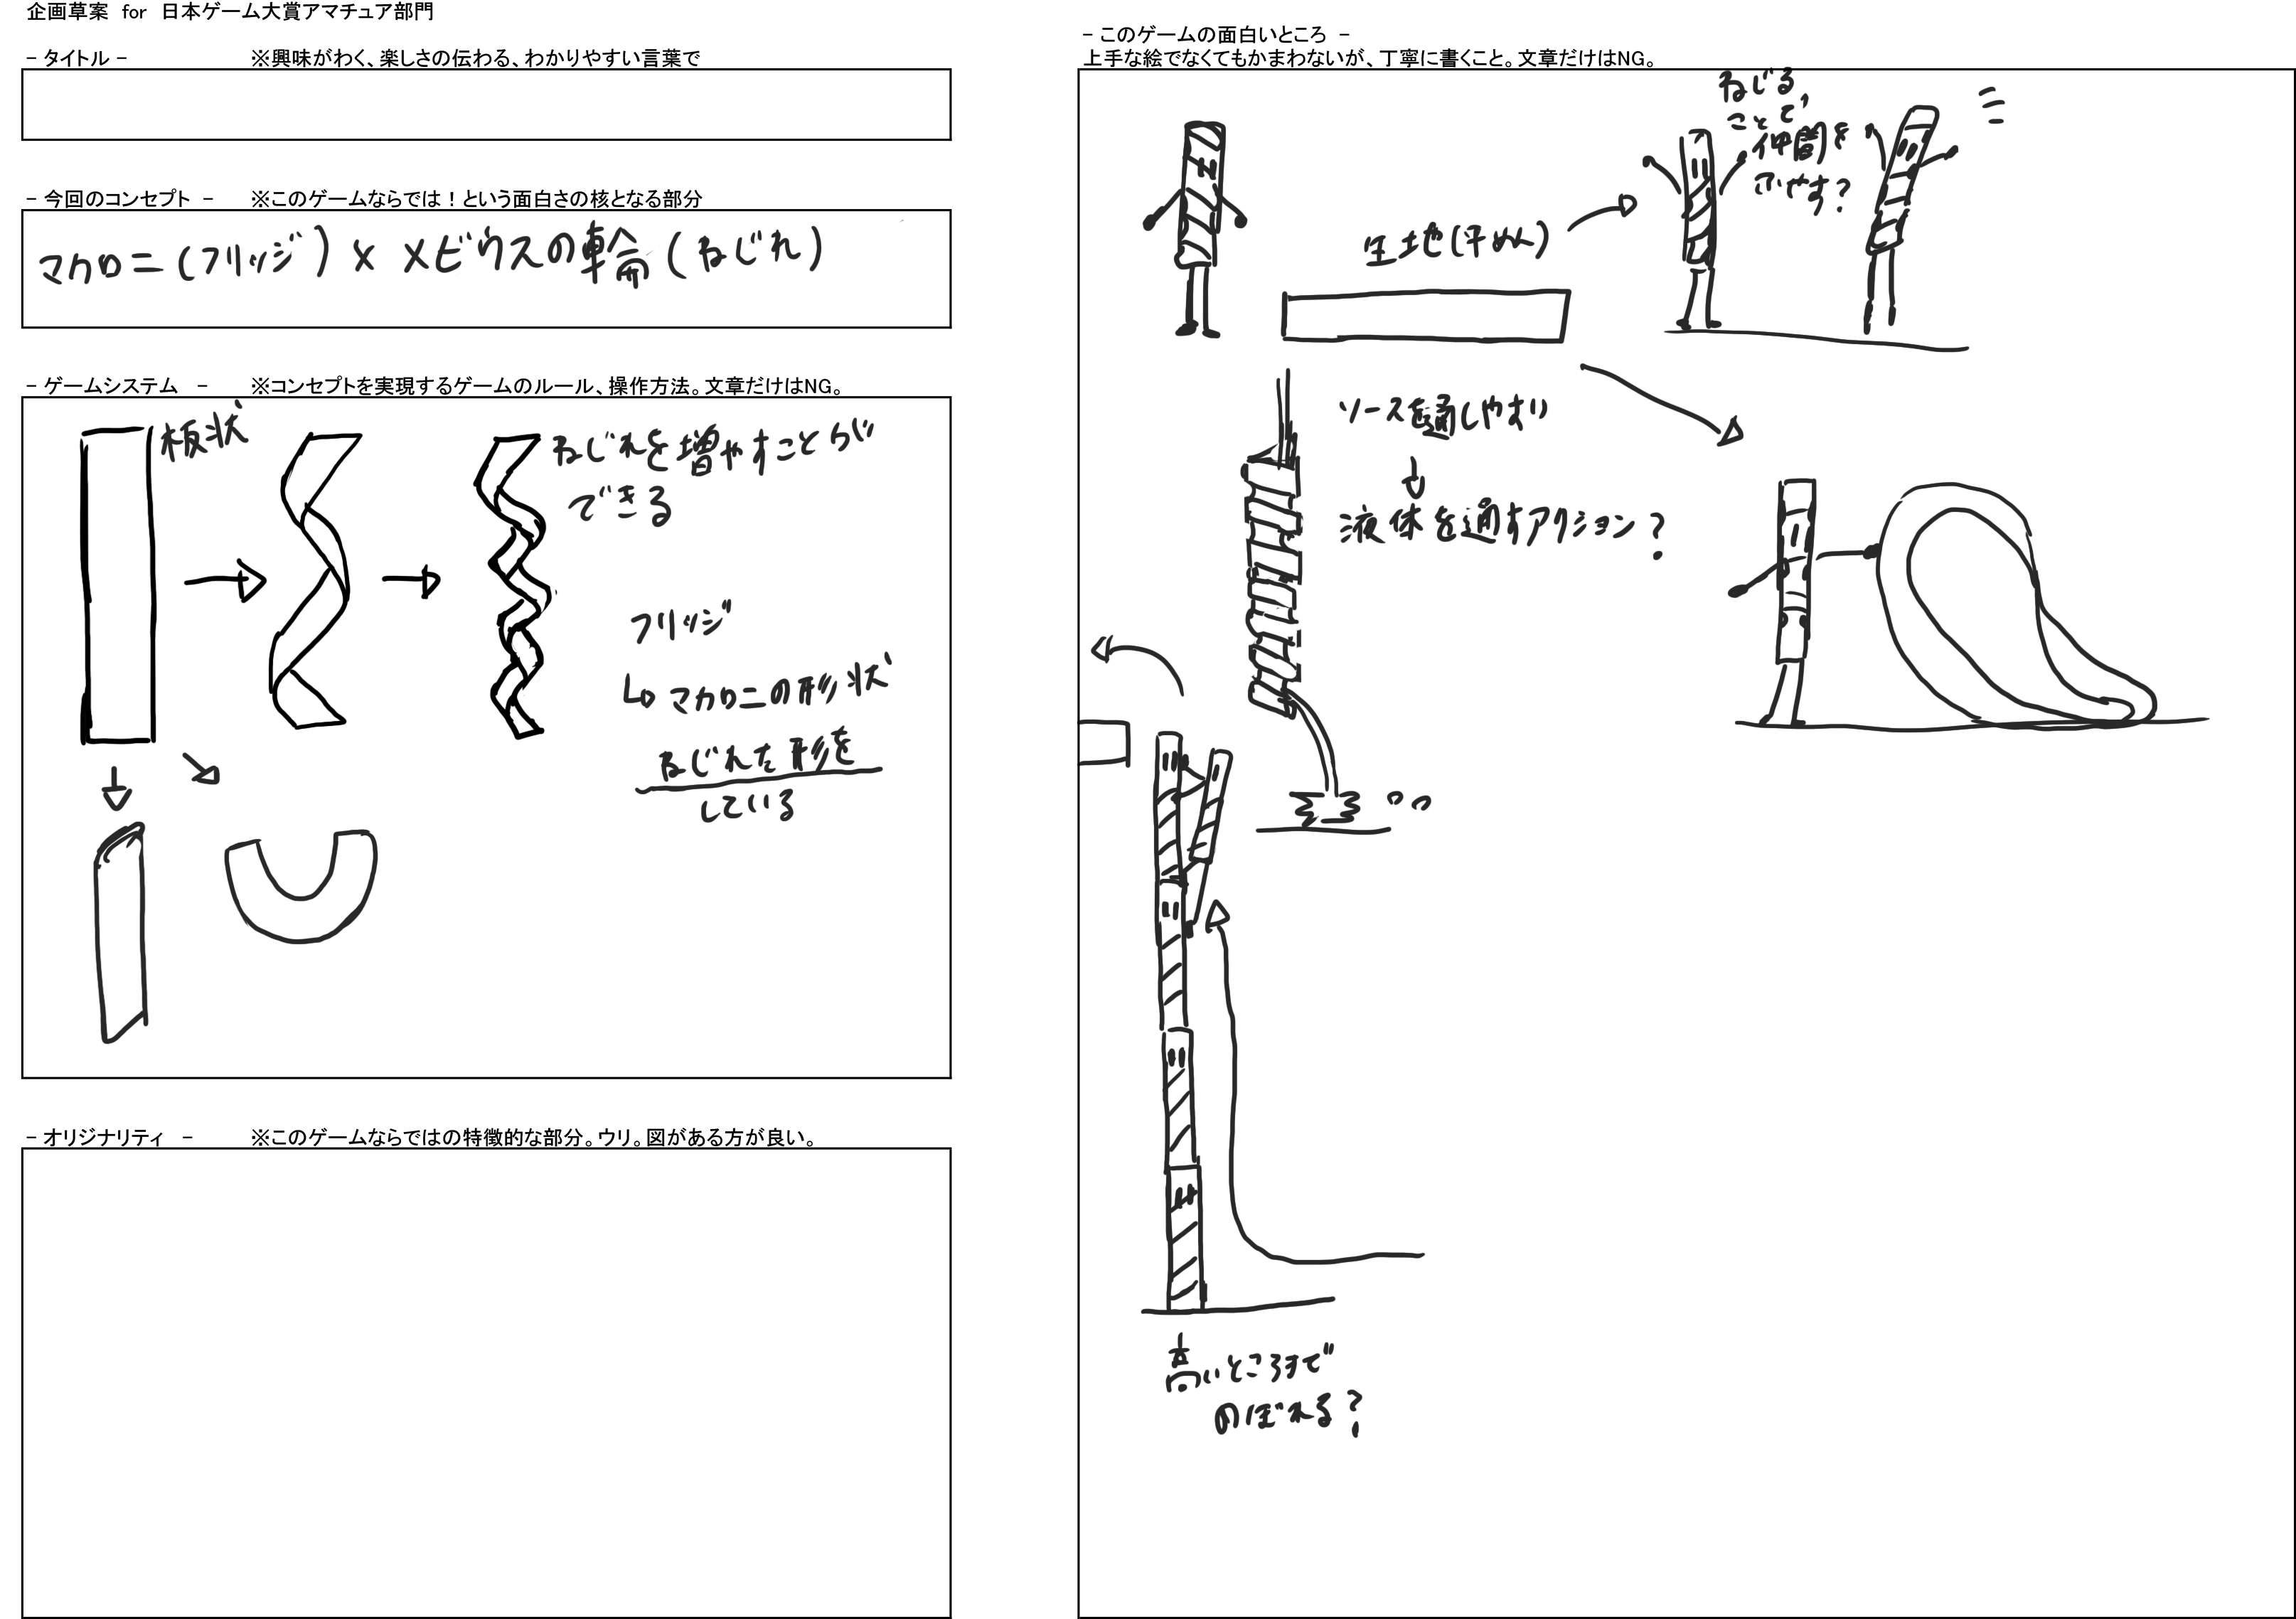 企画草案 for 日本ゲーム大賞アマチュア部門
- タイトル - ※興味がわく、楽しさの伝わる、わかりやすい言葉で
- 今回のコンセプト - ※このゲームならでは！という面白さの核となる部分
マカロニ(フリッジ) × メビウスの輪(ねじれ)
- ゲームシステム - ※コンセプトを実現するゲームのルール、操作方法。文章だけはNG。
板状
ねじれを増やすことが
できる
フリッジ
↳マカロニの形状
ねじれた形を
している
- オリジナリティ - ※このゲームならではの特徴的な部分。ウリ。図がある方が良い。
- このゲームの面白いところ -
上手な絵でなくてもかまわないが、丁寧に書くこと。文章だけはNG。
ねじる
ことで、
仲間を
ふやす?
生地(平めん)
ソースを通しやすい
↓
液体を通すアクション?
高いところまで
のぼれる?